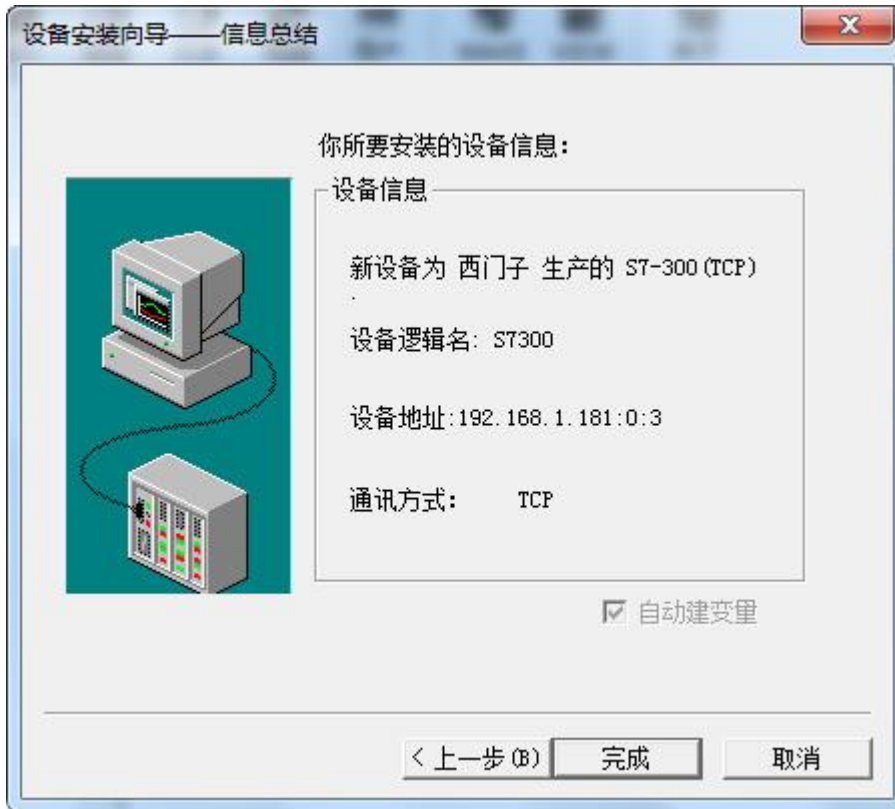 设备安装向导——信息总结
你所要安装的设备信息：
设备信息
新设备为 西门子 生产的 S7-300(TCP)
.
设备逻辑名: S7300
设备地址:192.168.1.181:0:3
通讯方式：    TCP
自动建变量
< 上一步(B)    完成    取消